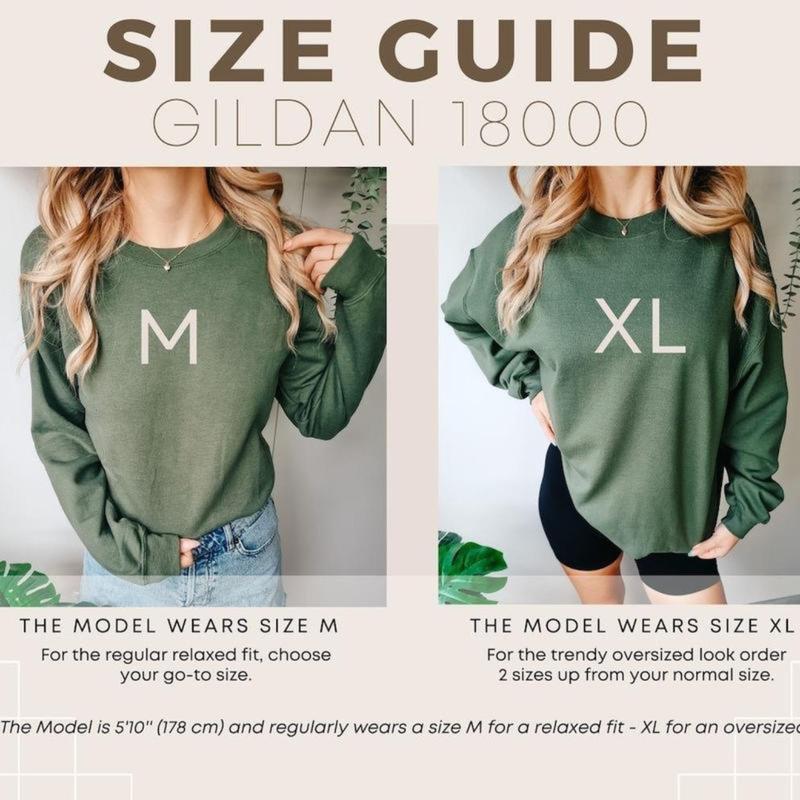 SIZE GUIDE
GILDAN 18000
M
XL
THE MODEL WEARS SIZE M
For the regular relaxed fit, choose
your go-to size.
THE MODEL WEARS SIZE XL
For the trendy oversized look order
2 sizes up from your normal size.
The Model is 5'10'' (178 cm) and regularly wears a size M for a relaxed fit - XL for an oversized